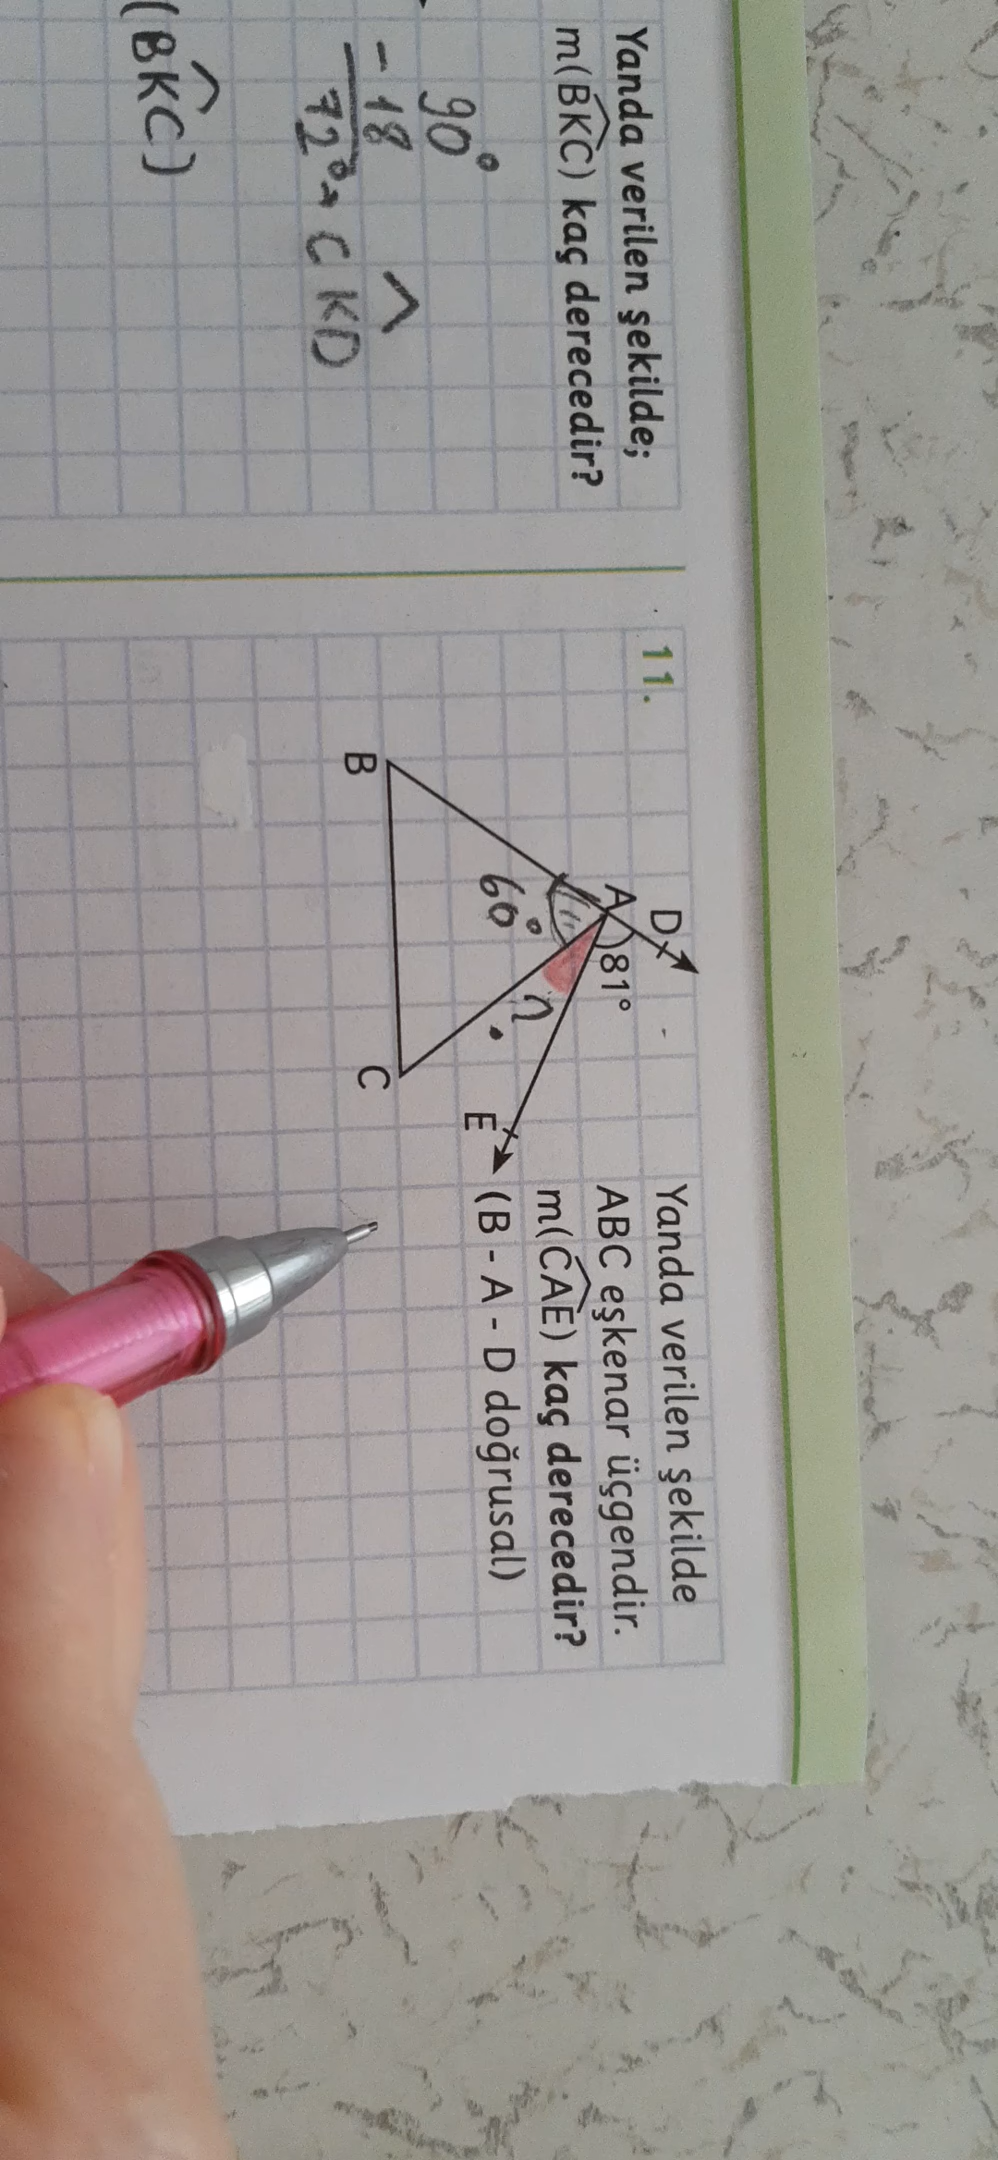 Yanda verilen şekilde;
m(BKC) kaç derecedir?
90°
- 18
72° → CKD
(BKC)
11.
D
A
81°
60°
?
B
C
E
Yanda verilen şekilde
ABC eşkenar üçgendir.
m(CAE) kaç derecedir?
(B - A - D doğrusal)